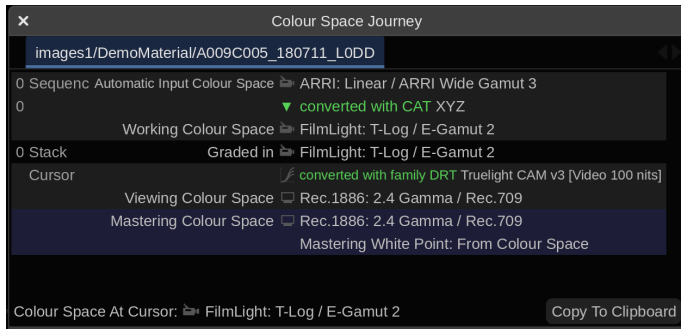 Colour Space Journey
images1/DemoMaterial/A009C005_180711_L0DD
0 Sequenc Automatic Input Colour Space ARRI: Linear / ARRI Wide Gamut 3
0 converted with CAT XYZ
Working Colour Space FilmLight: T-Log / E-Gamut 2
0 Stack Graded in FilmLight: T-Log / E-Gamut 2
Cursor converted with family DRT Truelight CAM v3 [Video 100 nits]
Viewing Colour Space Rec.1886: 2.4 Gamma / Rec.709
Mastering Colour Space Rec.1886: 2.4 Gamma / Rec.709
Mastering White Point: From Colour Space
Colour Space At Cursor: FilmLight: T-Log / E-Gamut 2 Copy To Clipboard